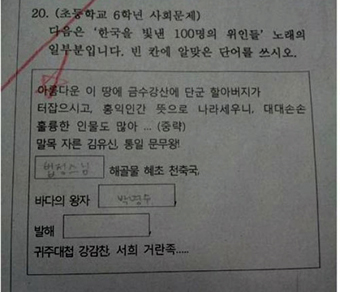 20. (초등학교 6학년 사회문제)
다음은 '한국을 빛낸 100명의 위인들' 노래의
일부분입니다. 빈 칸에 알맞은 단어를 쓰시오.
아름다운 이 땅에 금수강산에 단군 할아버지가
터잡으시고, 홍익인간 뜻으로 나라세우니, 대대손손
훌륭한 인물도 많아 ... (중략)
말목 자른 김유신, 통일 문무왕!
법정스님 해골물 혜초 천축국,
바다의 왕자 박명수
발해
귀주대첩 강감찬, 서희 거란족.....